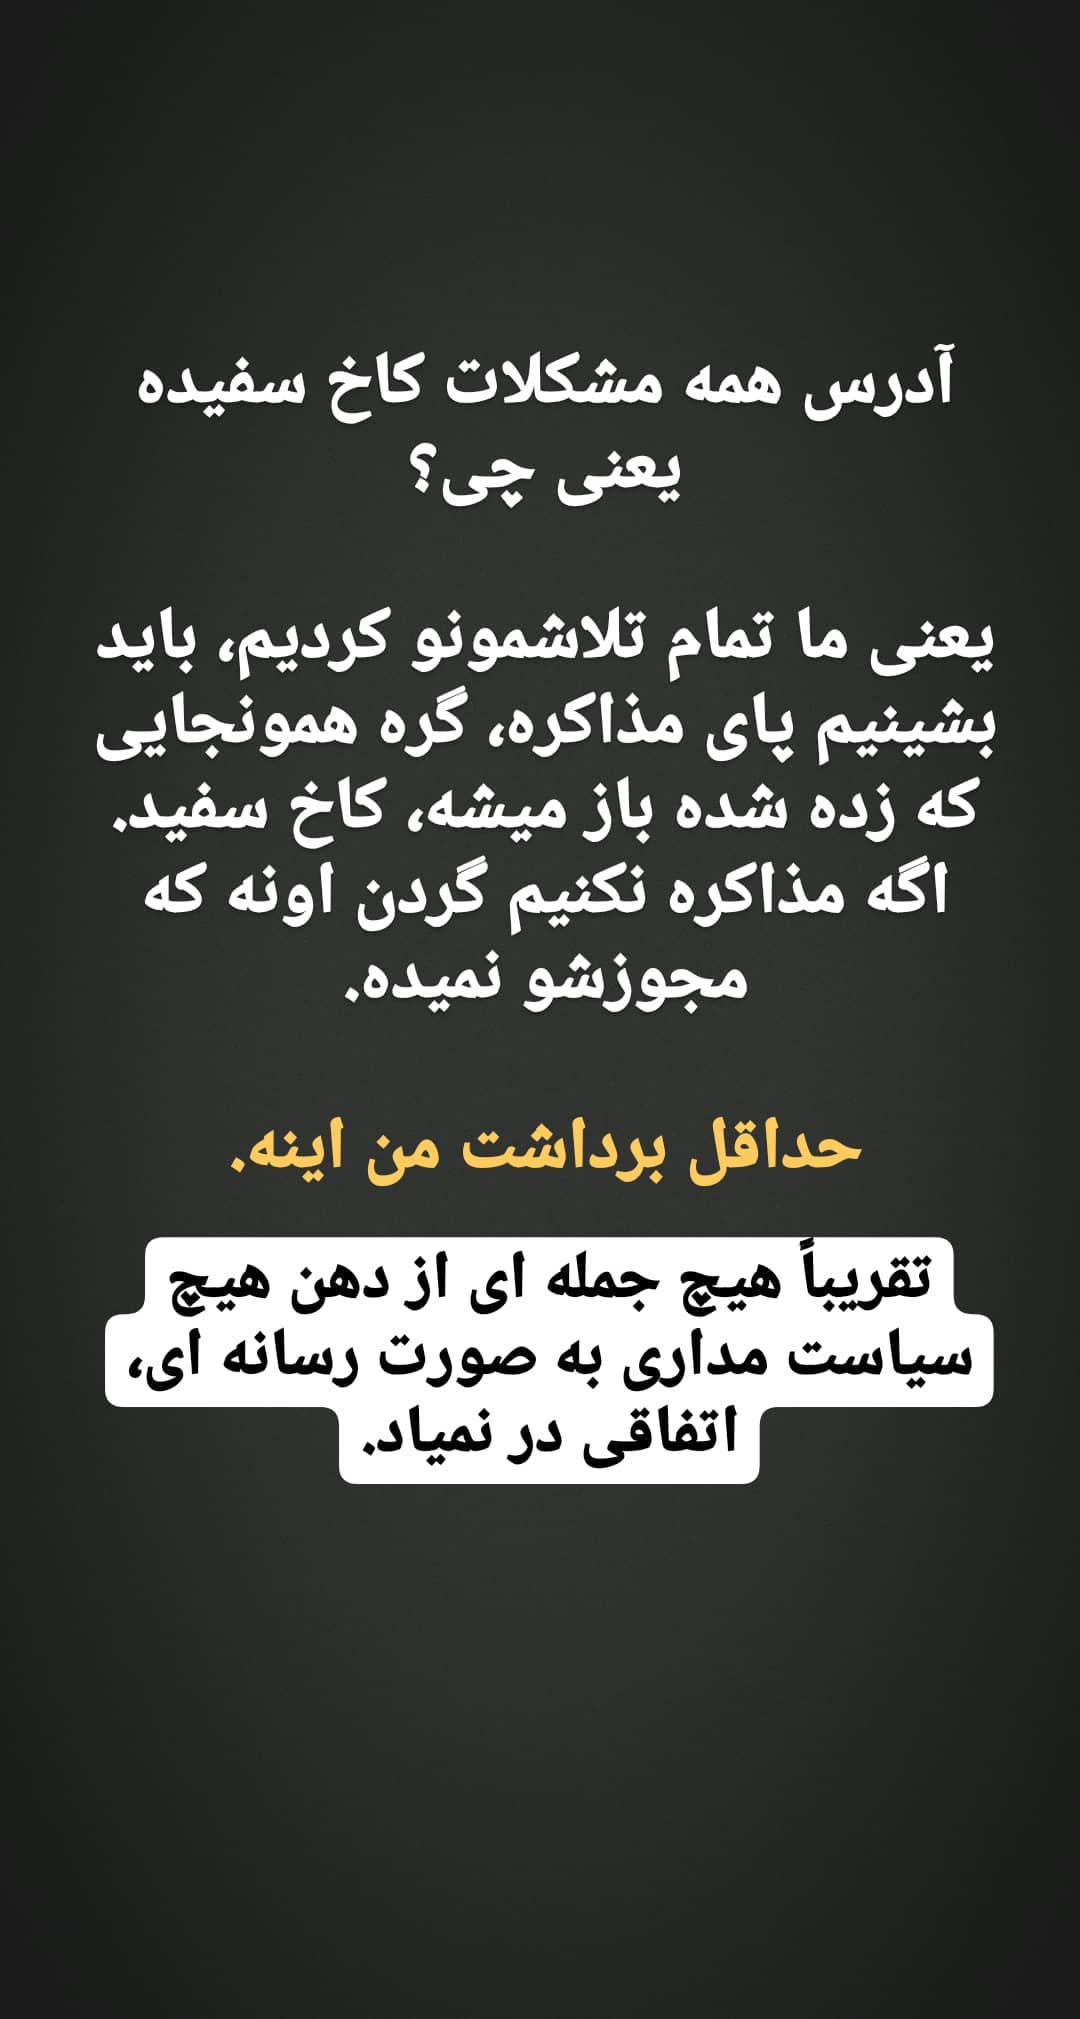 آدرس همه مشکلات کاخ سفیده
یعنی چی؟
یعنی ما تمام تلاشمونو کردیم، باید
بشینیم پای مذاکره، گره همونجایی
که زده شده باز میشه، کاخ سفید.
اگه مذاکره نکنیم گردن اونه که
مجوزشو نمیده.
حداقل برداشت من اینه.
تقریباً هیچ جمله ای از دهن هیچ
سیاست مداری به صورت رسانه ای،
اتفاقی در نمیاد.